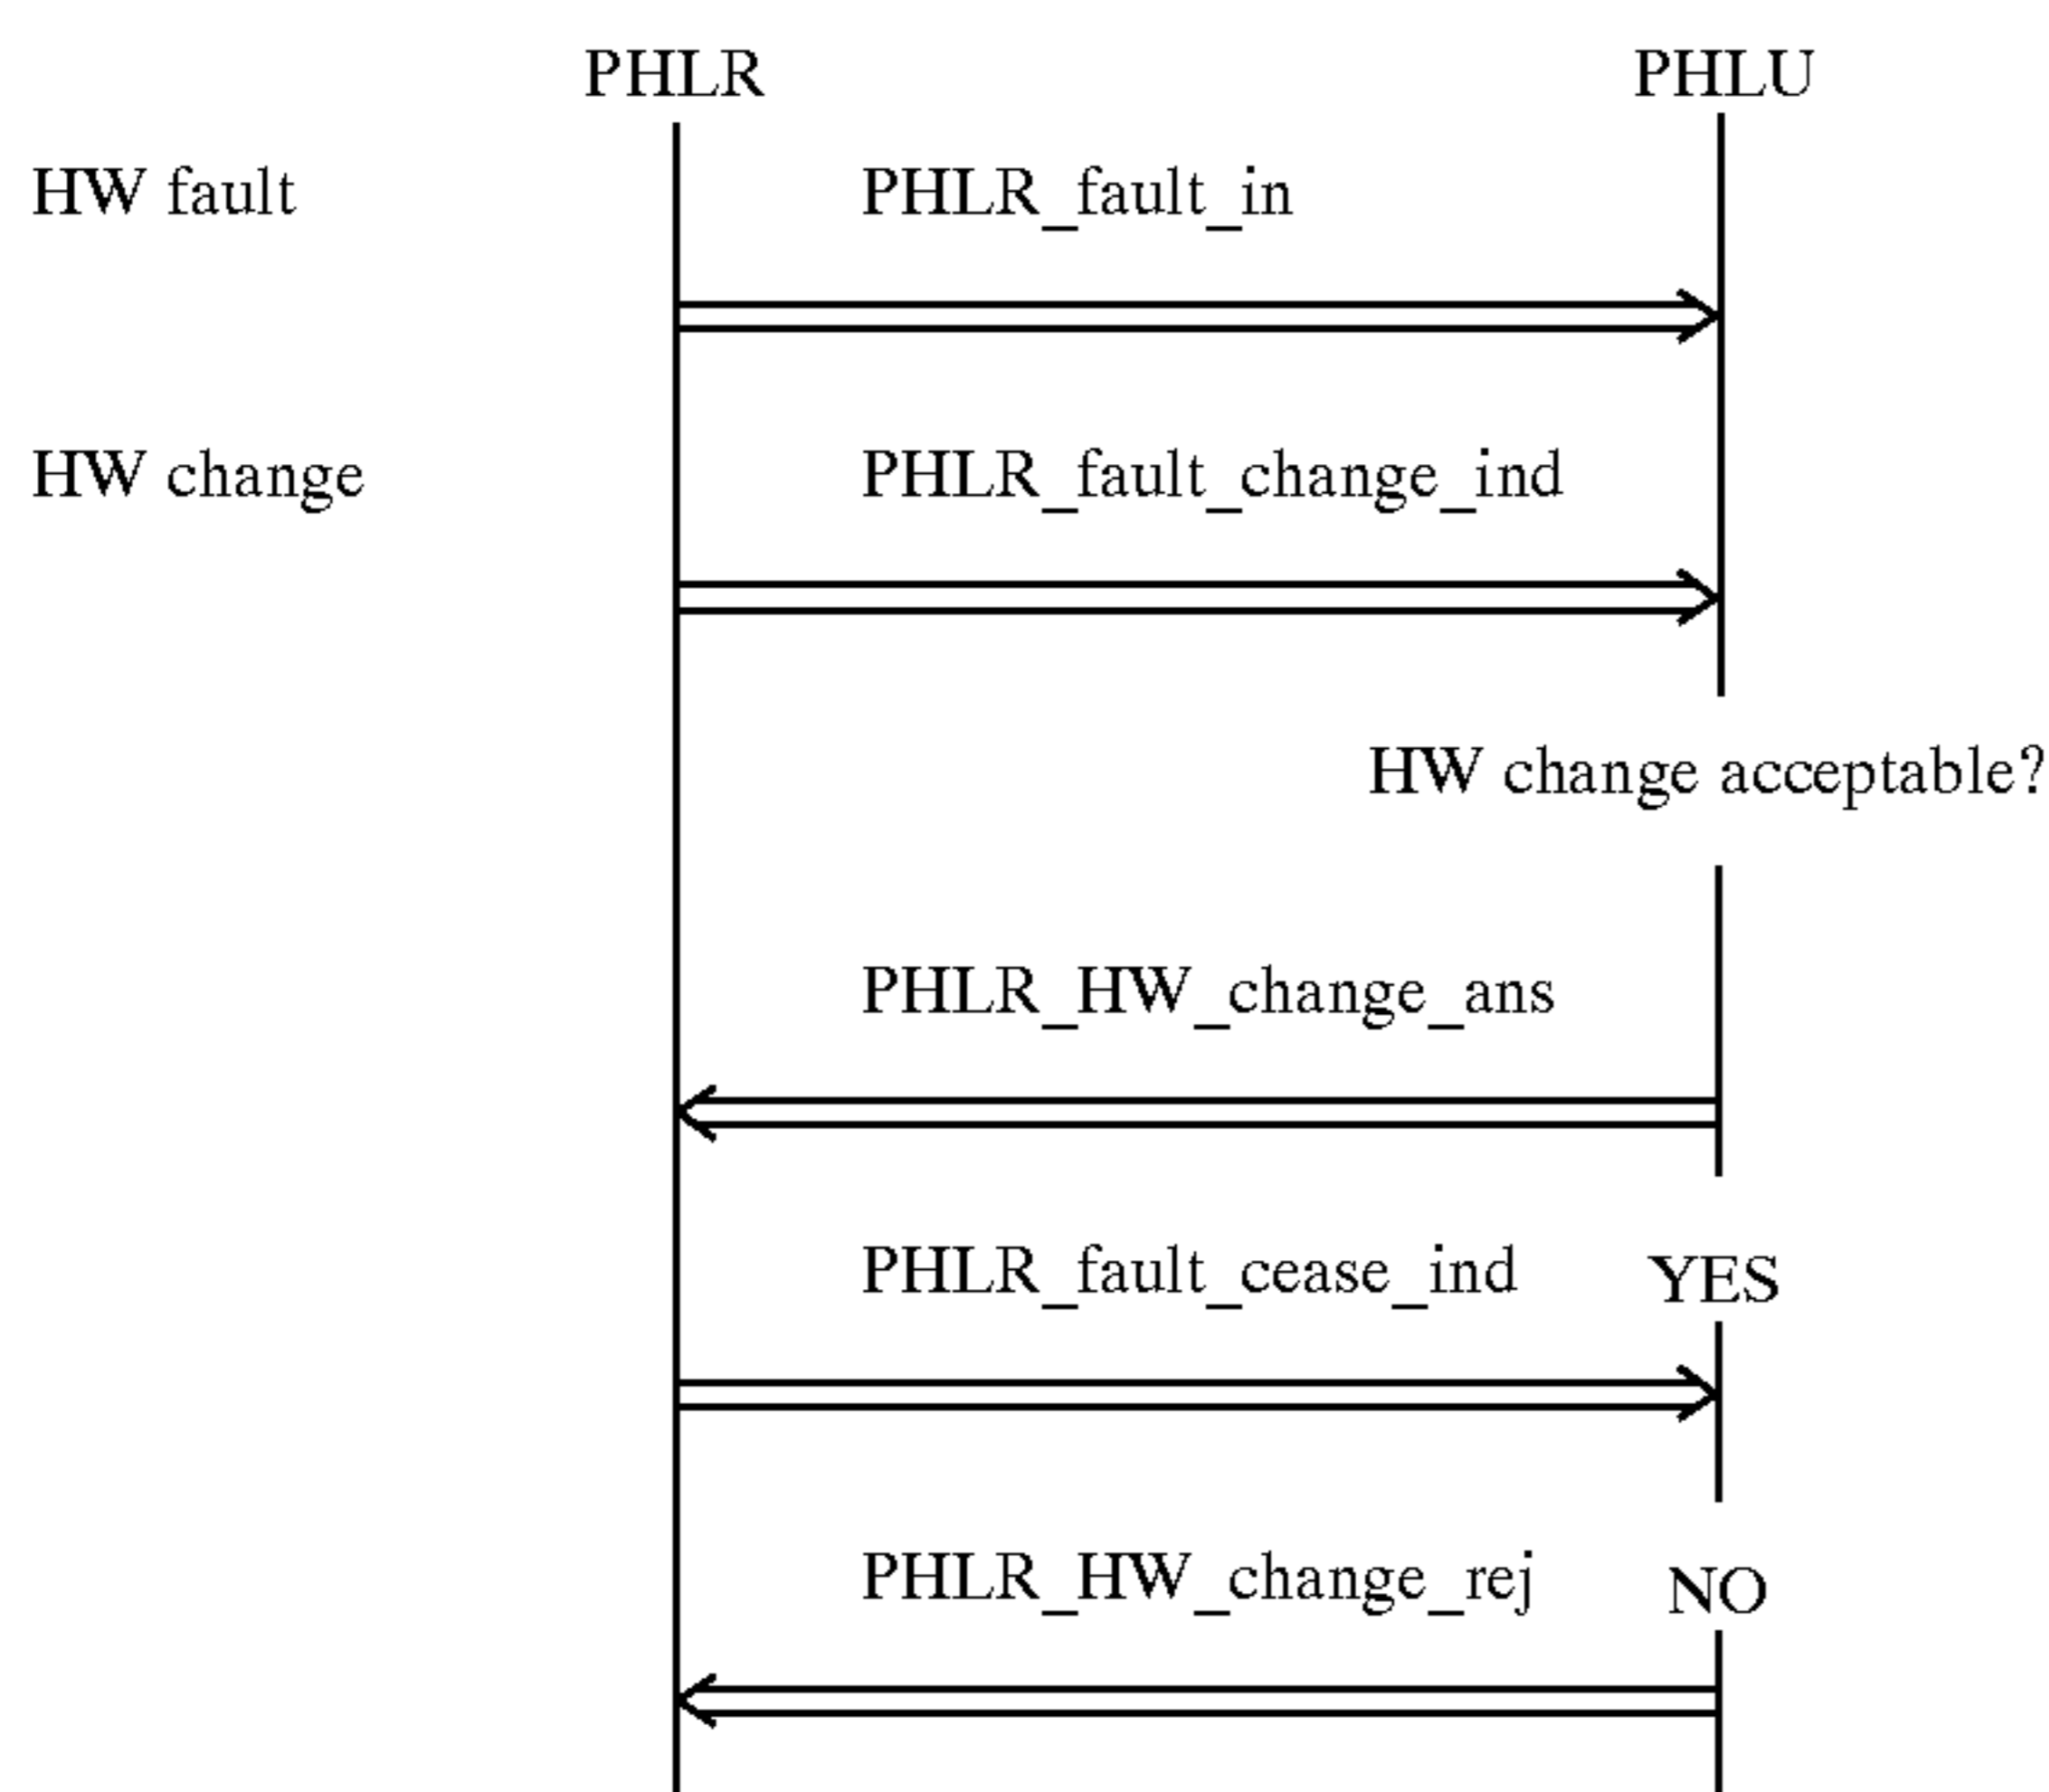 PHLR PHLU
HW fault PHLR_fault_in
HW change PHLR_fault_change_ind
HW change acceptable?
PHLR_HW_change_ans
PHLR_fault_cease_ind YES
PHLR_HW_change_rej NO